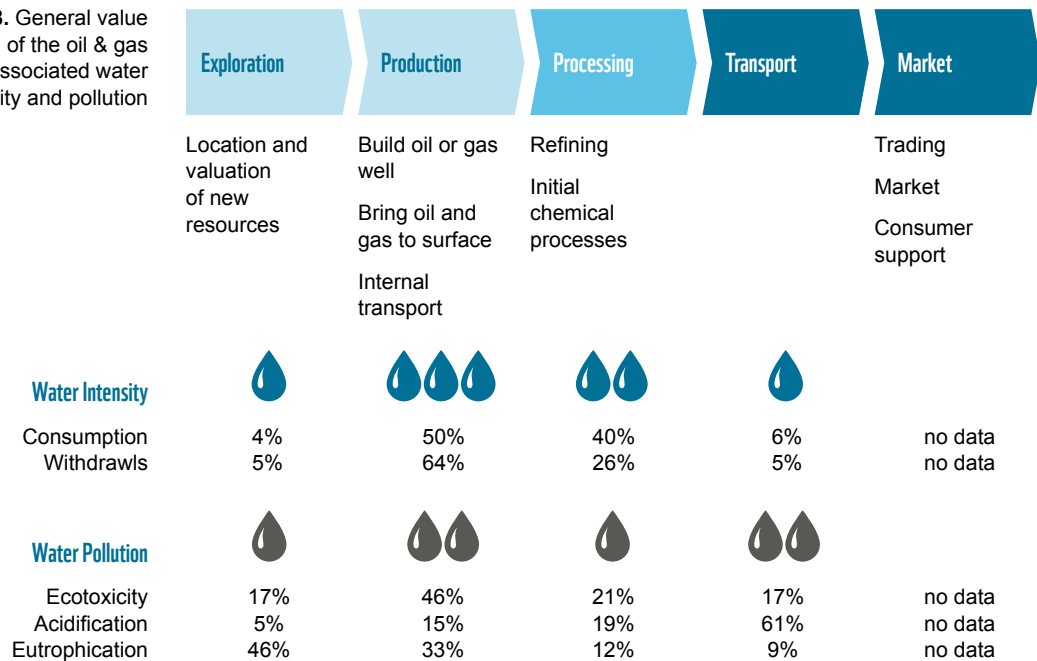 3. General value
of the oil & gas
ssociated water
ity and pollution
Exploration Production Processing Transport Market
Location and
valuation
of new
resources
Build oil or gas
well
Bring oil and
gas to surface
Internal
transport
Refining
Initial
chemical
processes
Trading
Market
Consumer
support
Water Intensity
Consumption 4% 50% 40% 6% no data
Withdrawls 5% 64% 26% 5% no data
Water Pollution
Ecotoxicity 17% 46% 21% 17% no data
Acidification 5% 15% 19% 61% no data
Eutrophication 46% 33% 12% 9% no data